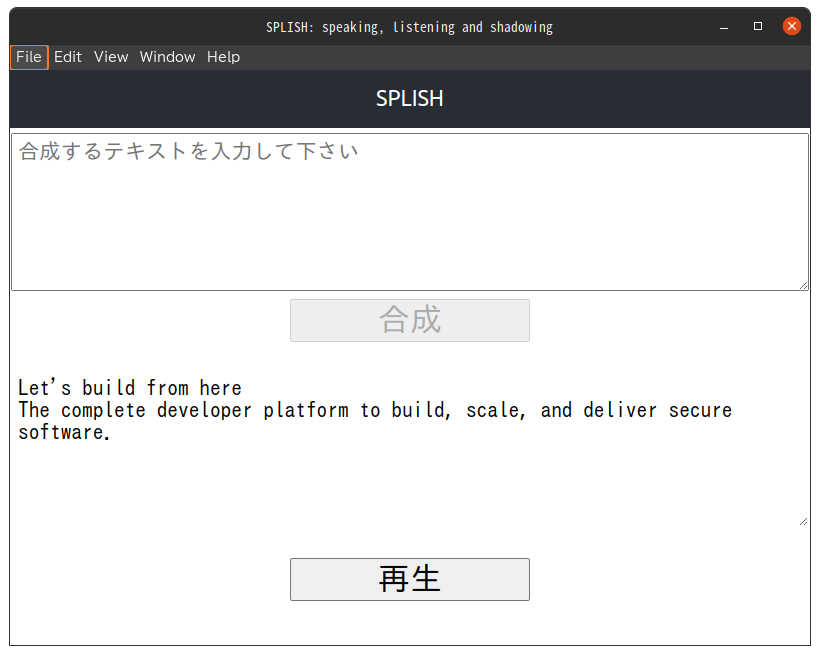 SPLISH: speaking, listening and shadowing
File Edit View Window Help
SPLISH
合成するテキストを入力して下さい
合成
Let's build from here
The complete developer platform to build, scale, and deliver secure
software.
再生